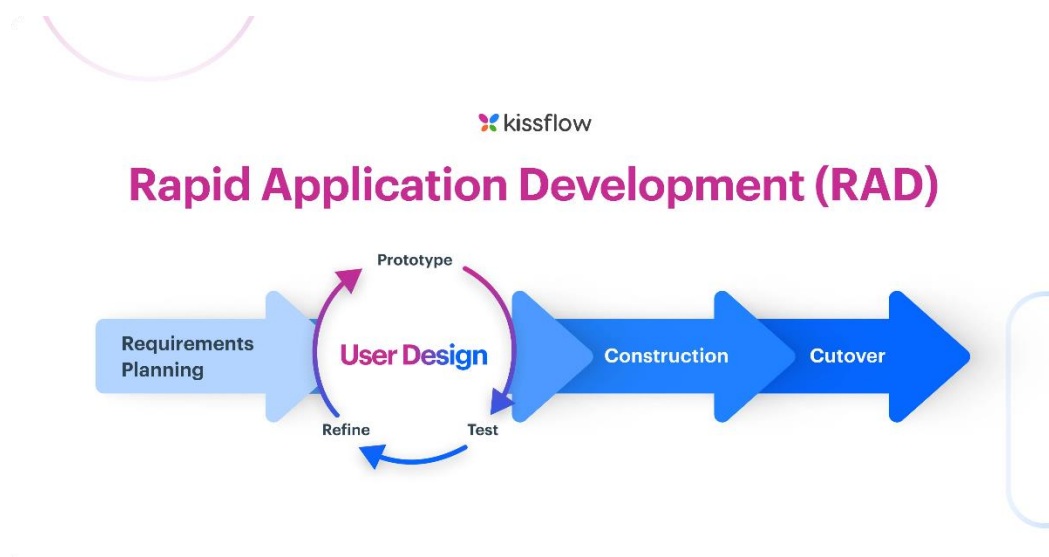 kissflow
Rapid Application Development (RAD)
Prototype
Requirements
Planning
User Design
Construction
Cutover
Refine
Test